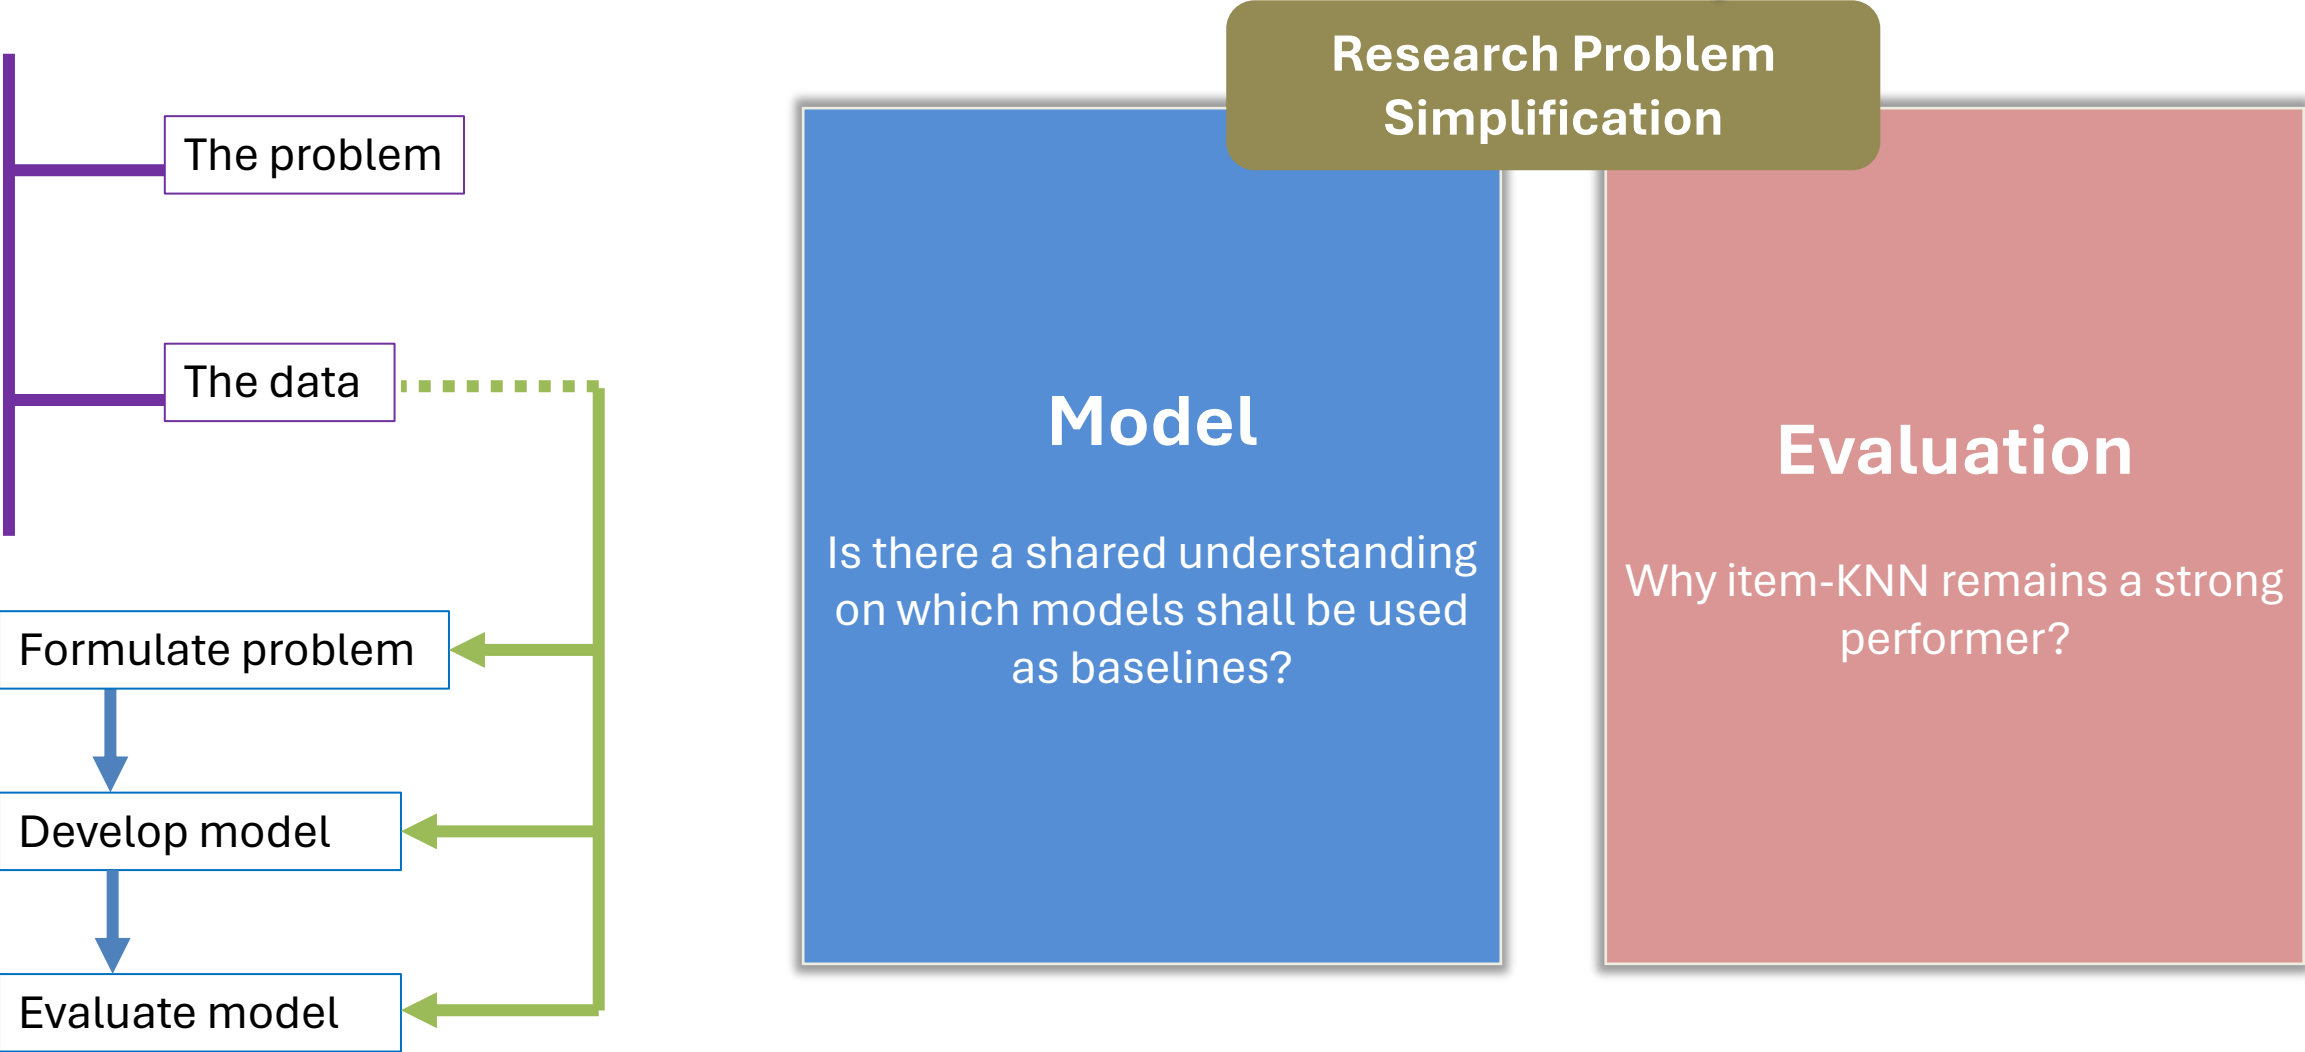 The problem
The data
Formulate problem
Develop model
Evaluate model
Research Problem
Simplification
Model
Is there a shared understanding
on which models shall be used
as baselines?
Evaluation
Why item-KNN remains a strong
performer?